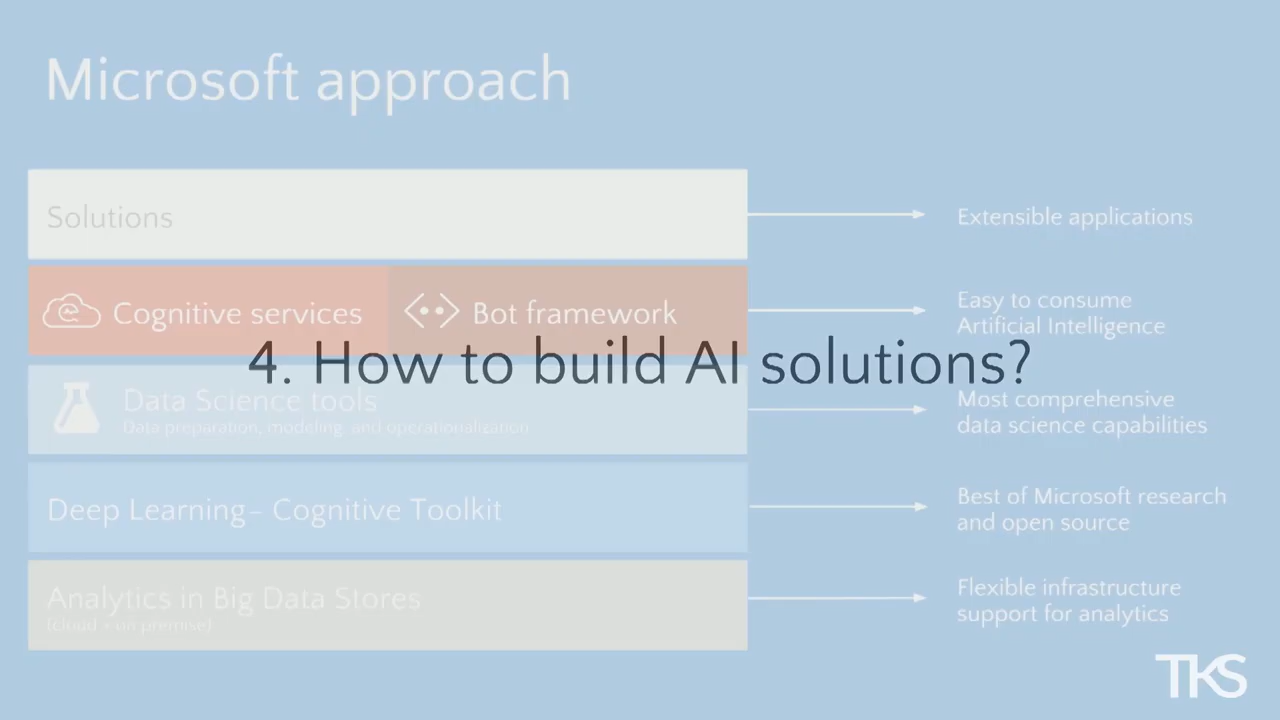 Microsoft approach
Solutions
Extensible applications
Cognitive services
Bot framework
Easy to consume
Artificial Intelligence
4. How to build AI solutions?
Data Science tools
Data preparation, modeling, and operationalization
Most comprehensive
data science capabilities
Deep Learning– Cognitive Toolkit
Best of Microsoft research
and open source
Analytics in Big Data Stores
(cloud + on premise)
Flexible infrastructure
support for analytics
TKS